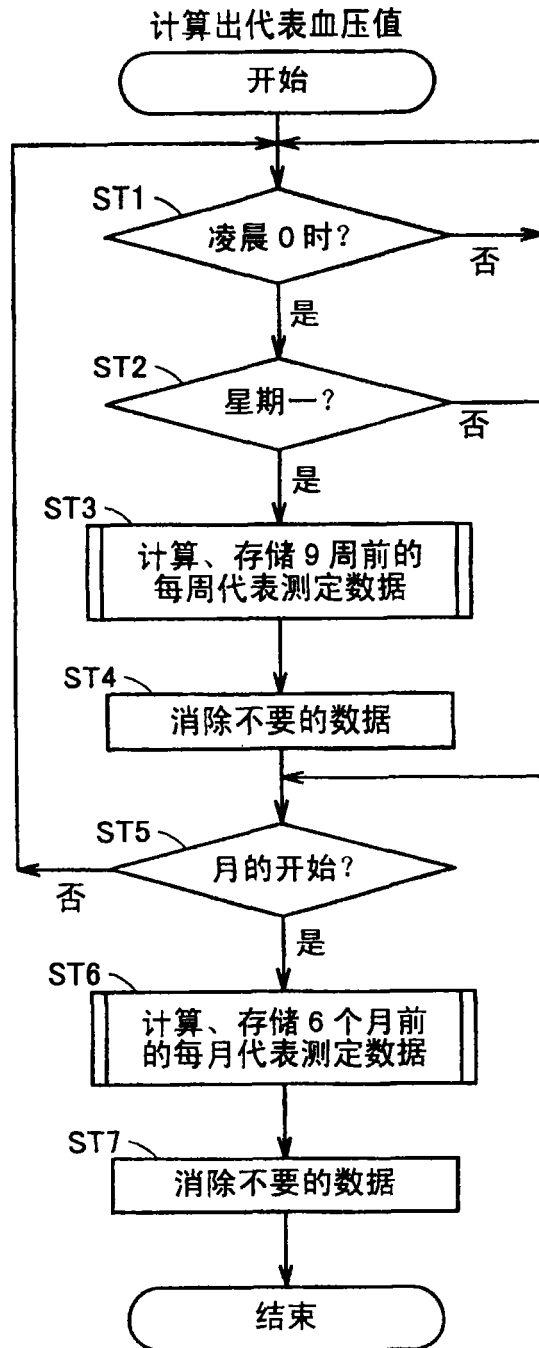 计算出代表血压值
开始
ST1
凌晨0时?
否
是
ST2
星期一?
否
是
ST3
计算、存储9周前的
每周代表测定数据
ST4
消除不要的数据
ST5
月的开始?
否
是
ST6
计算、存储6个月前
的每月代表测定数据
ST7
消除不要的数据
结束